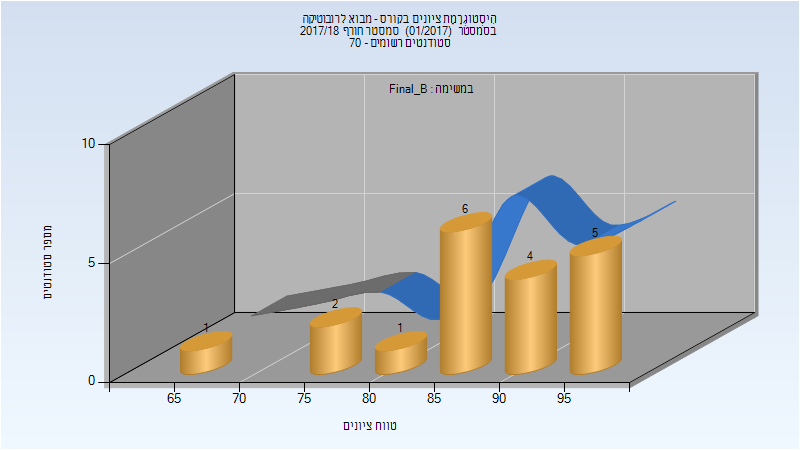 היסטוגרמת ציונים בקורס - מבוא לרובוטיקה
בסמסטר (01/2017) סמסטר חורף 2017/18
סטודנטים רשומים - 70
במשימה : Final_B
מספר סטודנטים
10
5
0
1
2
1
6
4
5
65
70
75
80
85
90
95
טווח ציונים